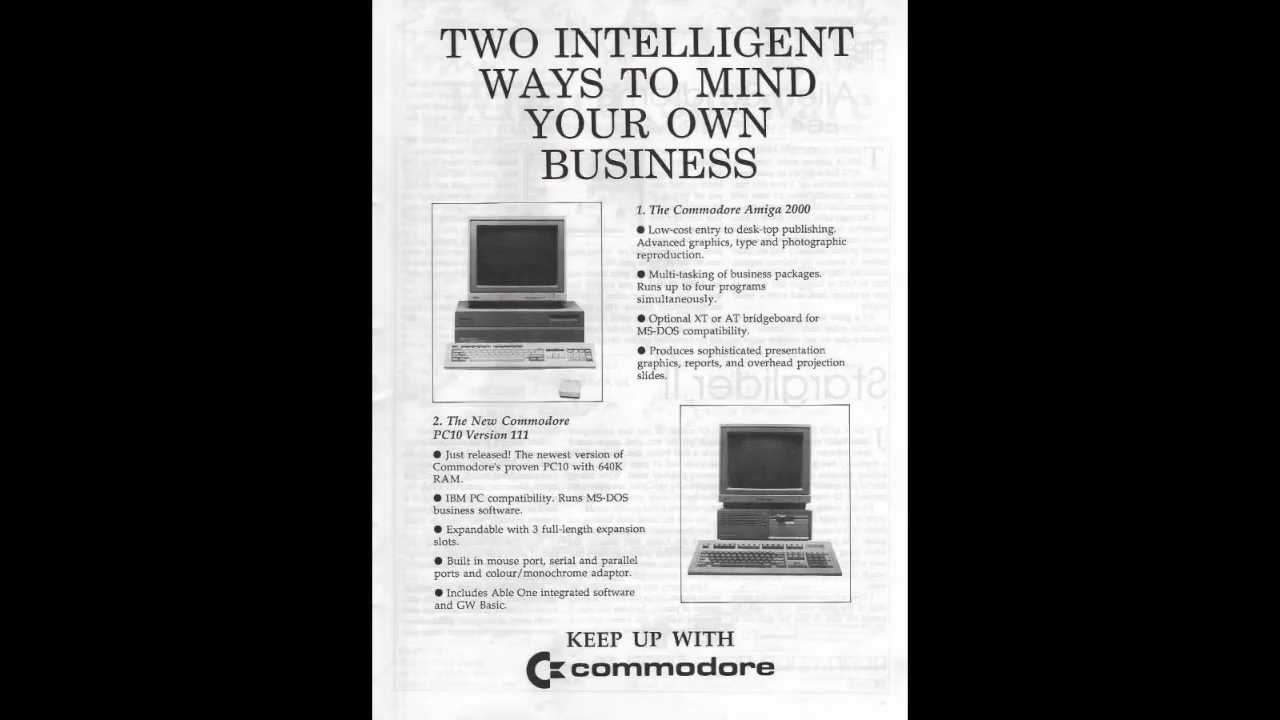 TWO INTELLIGENT
WAYS TO MIND
YOUR OWN
BUSINESS
1. The Commodore Amiga 2000
● Low-cost entry to desk-top publishing.
Advanced graphics, type and photographic
reproduction.
● Multi-tasking of business packages.
Runs up to four programs
simultaneously.
● Optional XT or AT bridgeboard for
MS-DOS compatibility.
● Produces sophisticated presentation
graphics, reports, and overhead projection
slides.
2. The New Commodore
PC10 Version 111
● Just released! The newest version of
Commodore's proven PC10 with 640K
RAM.
● IBM PC compatibility. Runs MS-DOS
business software.
● Expandable with 3 full-length expansion
slots.
● Built in mouse port, serial and parallel
ports and colour/monochrome adaptor.
● Includes Able One integrated software
and GW Basic.
KEEP UP WITH
commodore
Starglider II